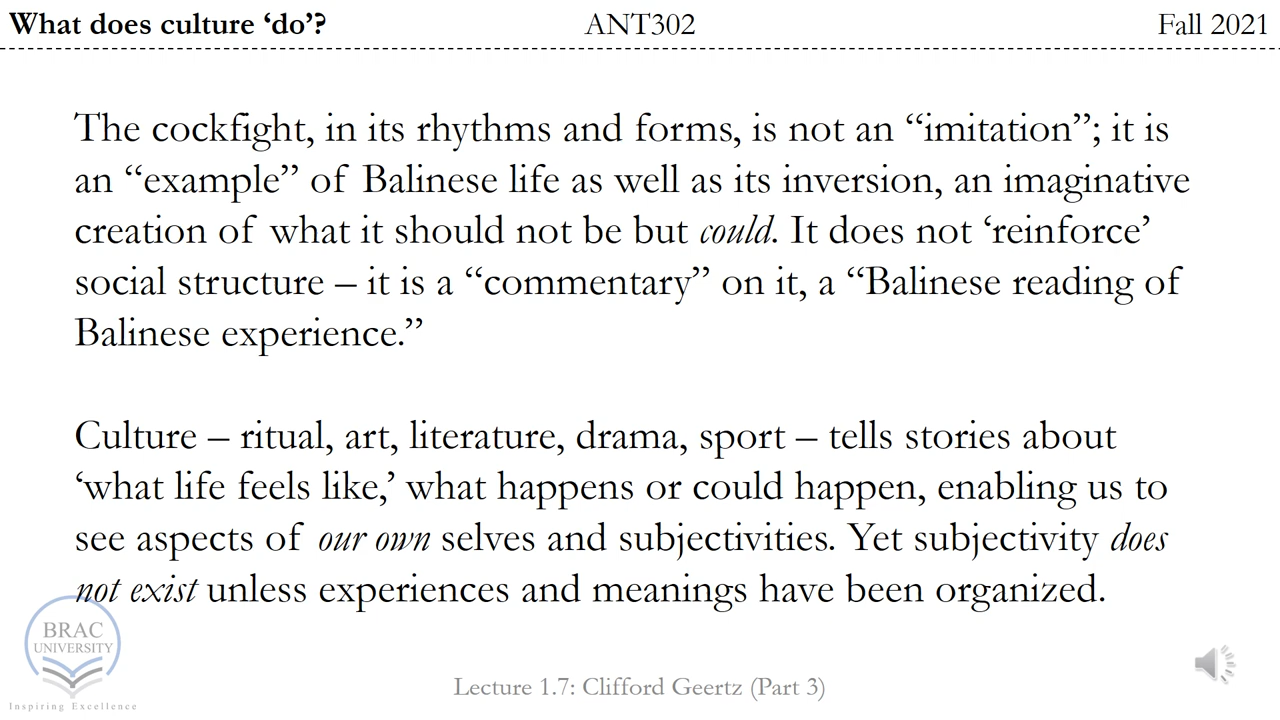 What does culture ‘do’?
ANT302
Fall 2021
The cockfight, in its rhythms and forms, is not an “imitation”; it is
an “example” of Balinese life as well as its inversion, an imaginative
creation of what it should not be but could. It does not ‘reinforce’
social structure – it is a “commentary” on it, a “Balinese reading of
Balinese experience.”
Culture – ritual, art, literature, drama, sport – tells stories about
‘what life feels like,’ what happens or could happen, enabling us to
see aspects of our own selves and subjectivities. Yet subjectivity does
not exist unless experiences and meanings have been organized.
BRAC
UNIVERSITY
Inspiring Excellence
Lecture 1.7: Clifford Geertz (Part 3)